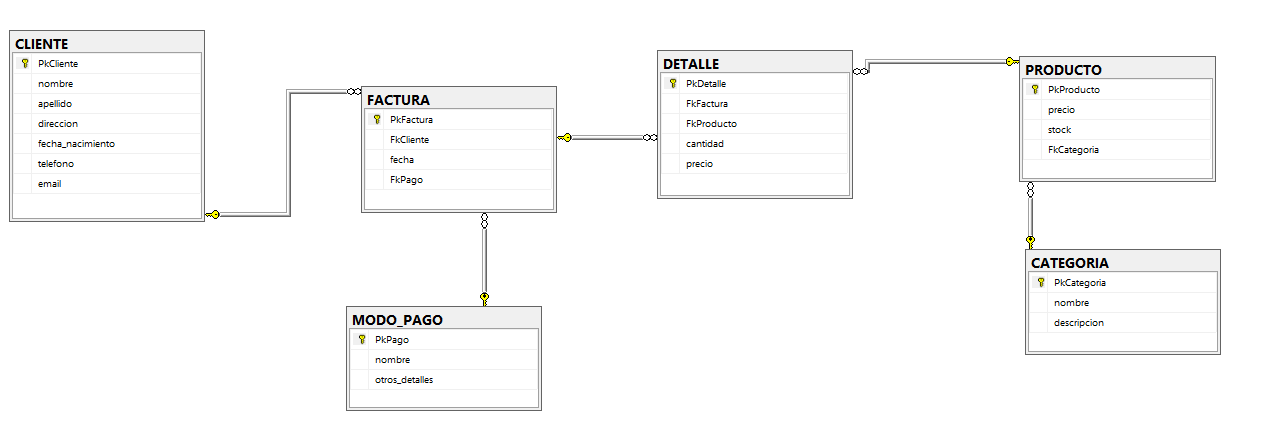 CLIENTE
PkCliente
nombre
apellido
direccion
fecha_nacimiento
telefono
email
FACTURA
PkFactura
FkCliente
fecha
FkPago
MODO_PAGO
PkPago
nombre
otros_detalles
DETALLE
PkDetalle
FkFactura
FkProducto
cantidad
precio
PRODUCTO
PkProducto
precio
stock
FkCategoria
CATEGORIA
PkCategoria
nombre
descripcion